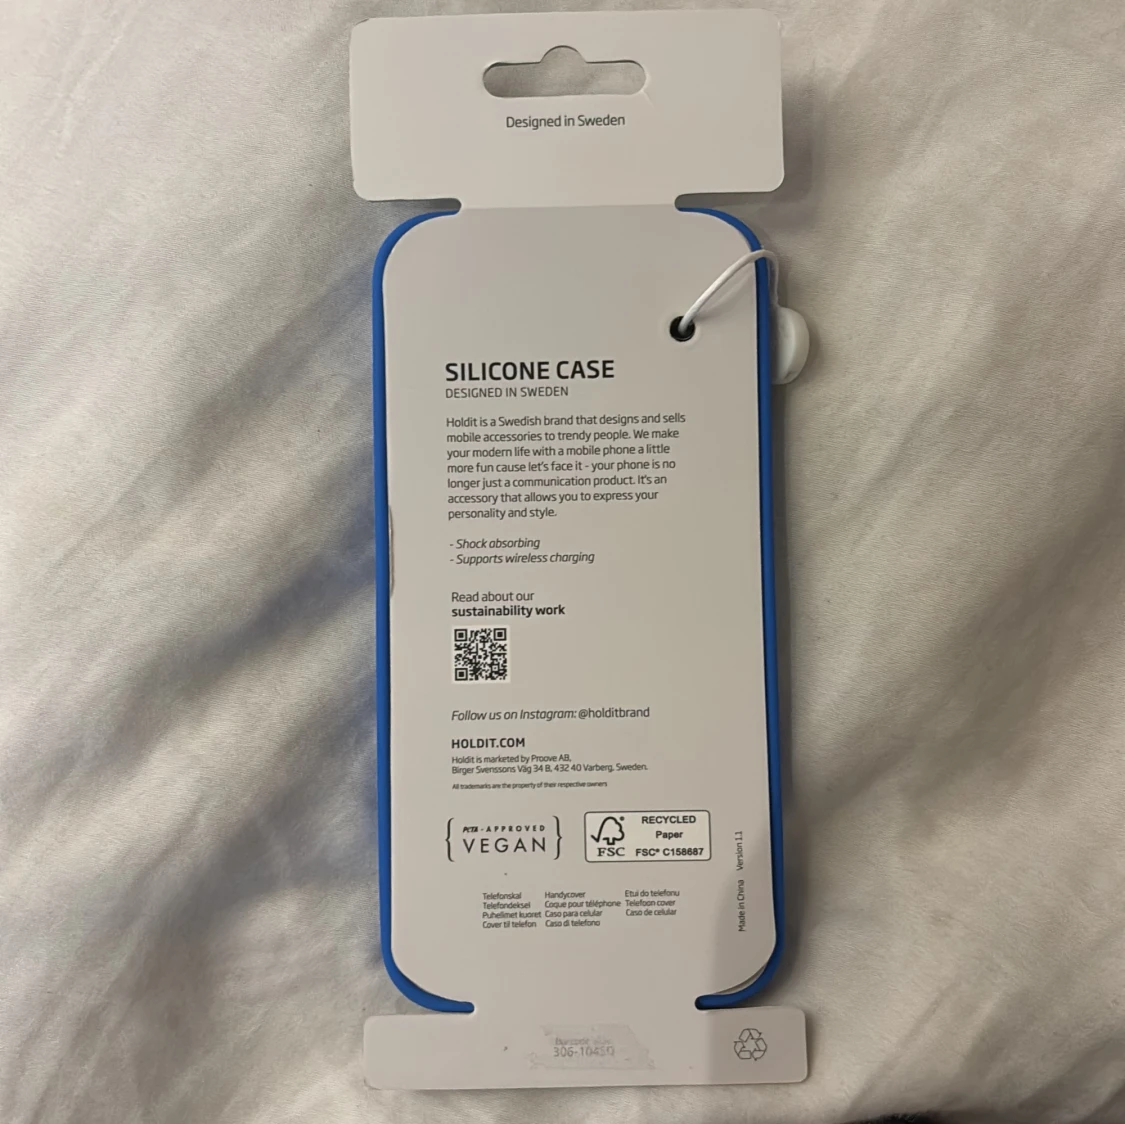 Designed in Sweden
SILICONE CASE
DESIGNED IN SWEDEN
Holdit is a Swedish brand that designs and sells
mobile accessories to trendy people. We make
your modern life with a mobile phone a little
more fun cause let's face it - your phone is no
longer just a communication product. It's an
accessory that allows you to express your
personality and style.
- Shock absorbing
- Supports wireless charging
Read about our
sustainability work
Follow us on Instagram: @holditbrand
HOLDIT.COM
Holdit is marketed by Proove AB,
Birger Svenssons Väg 34 B, 432 40 Varberg, Sweden.
All trademarks are the property of their respective owners
PETA - APPROVED
VEGAN
FSC®
RECYCLED
Paper
FSC® C158687
Telefonskal
Telefondeksel
Puhelimet kuoret
Cover til telefon
Handycover
Coque pour téléphone
Caso para celular
Caso di telefono
Etui do telefonu
Telefoon cover
Caso de celular
Made in China Version 1.1